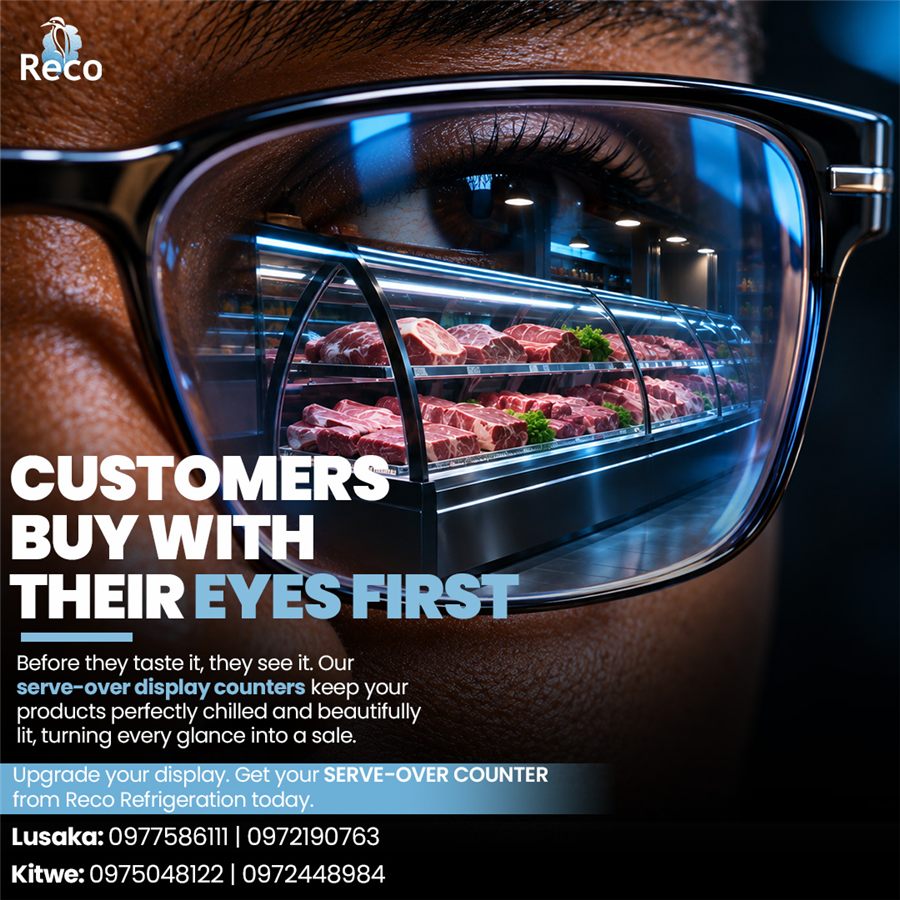 Reco
CUSTOMERS
BUY WITH
THEIR EYES FIRST
Before they taste it, they see it. Our
serve-over display counters keep your
products perfectly chilled and beautifully
lit, turning every glance into a sale.
Upgrade your display. Get your SERVE-OVER COUNTER
from Reco Refrigeration today.
Lusaka: 0977586111 | 0972190763
Kitwe: 0975048122 | 0972448984